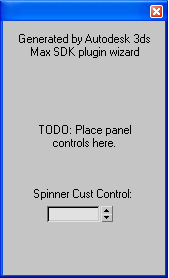 Generated by Autodesk 3ds
Max SDK plugin wizard
TODO: Place panel
controls here.
Spinner Cust Control: